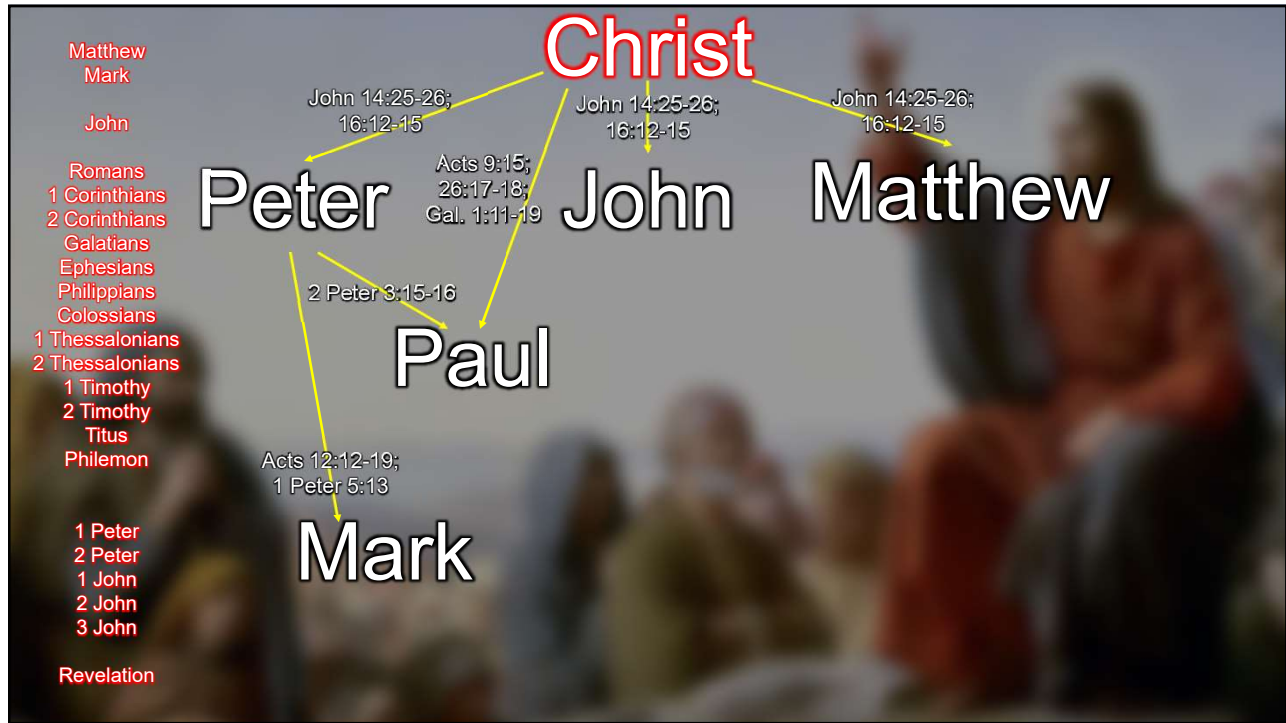 Christ
Matthew
Mark
John
Romans
1 Corinthians
2 Corinthians
Galatians
Ephesians
Philippians
Colossians
1 Thessalonians
2 Thessalonians
1 Timothy
2 Timothy
Titus
Philemon
1 Peter
2 Peter
1 John
2 John
3 John
Revelation
John 14:25-26;
16:12-15
John 14:25-26;
16:12-15
John 14:25-26;
16:12-15
Peter
Acts 9:15;
26:17-18;
Gal. 1:11-19
John
Matthew
2 Peter 3:15-16
Paul
Acts 12:12-19;
1 Peter 5:13
Mark